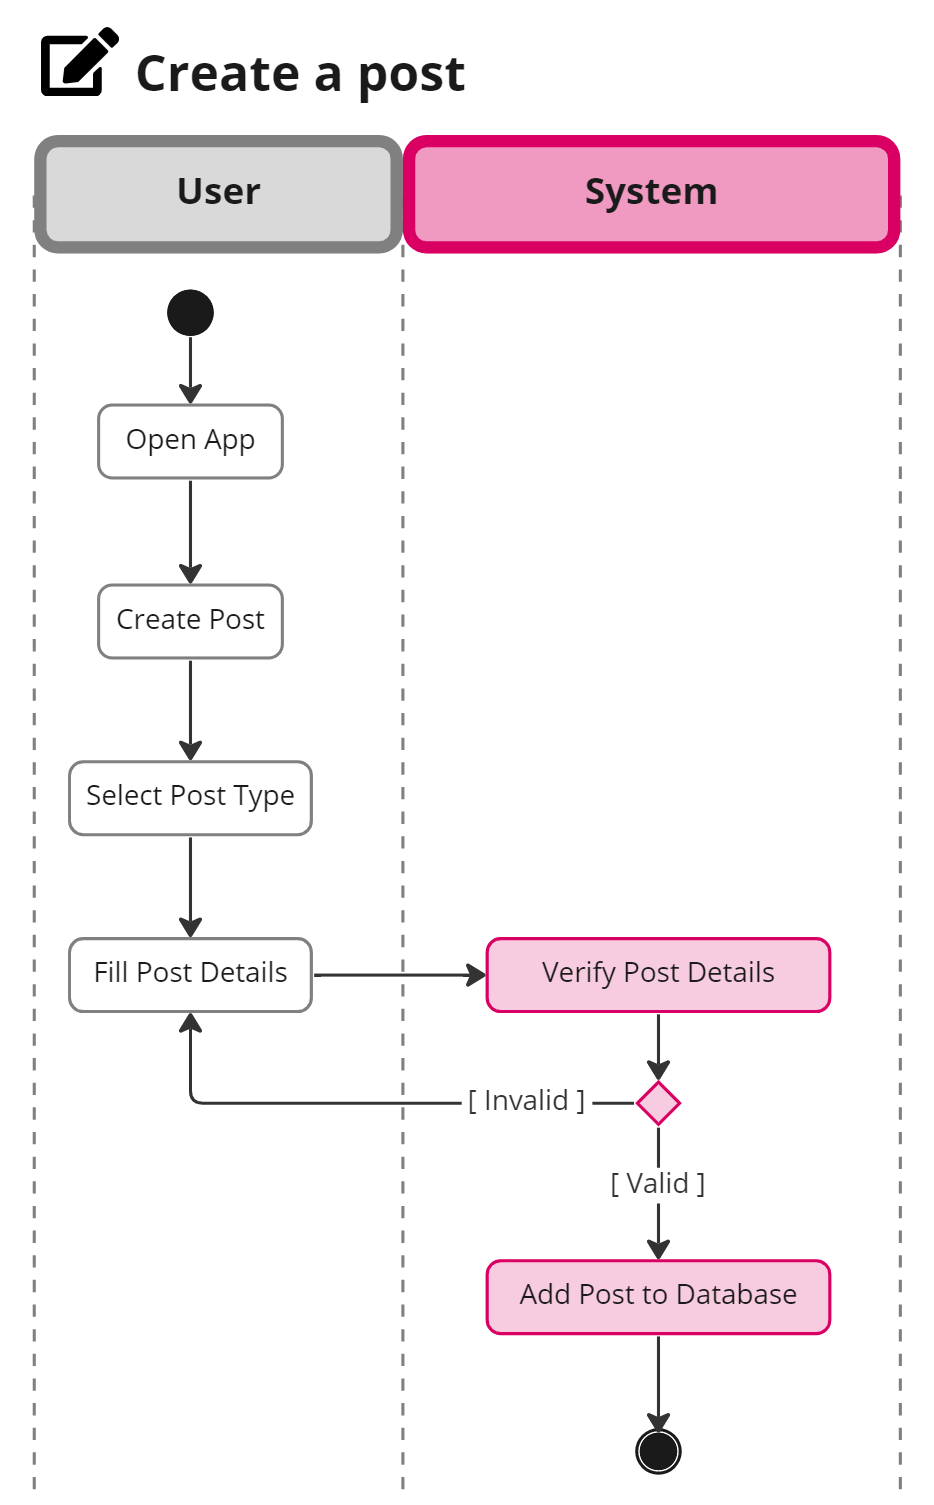 Create a post
User
System
Open App
Create Post
Select Post Type
Fill Post Details
Verify Post Details
[ Invalid ]
[ Valid ]
Add Post to Database